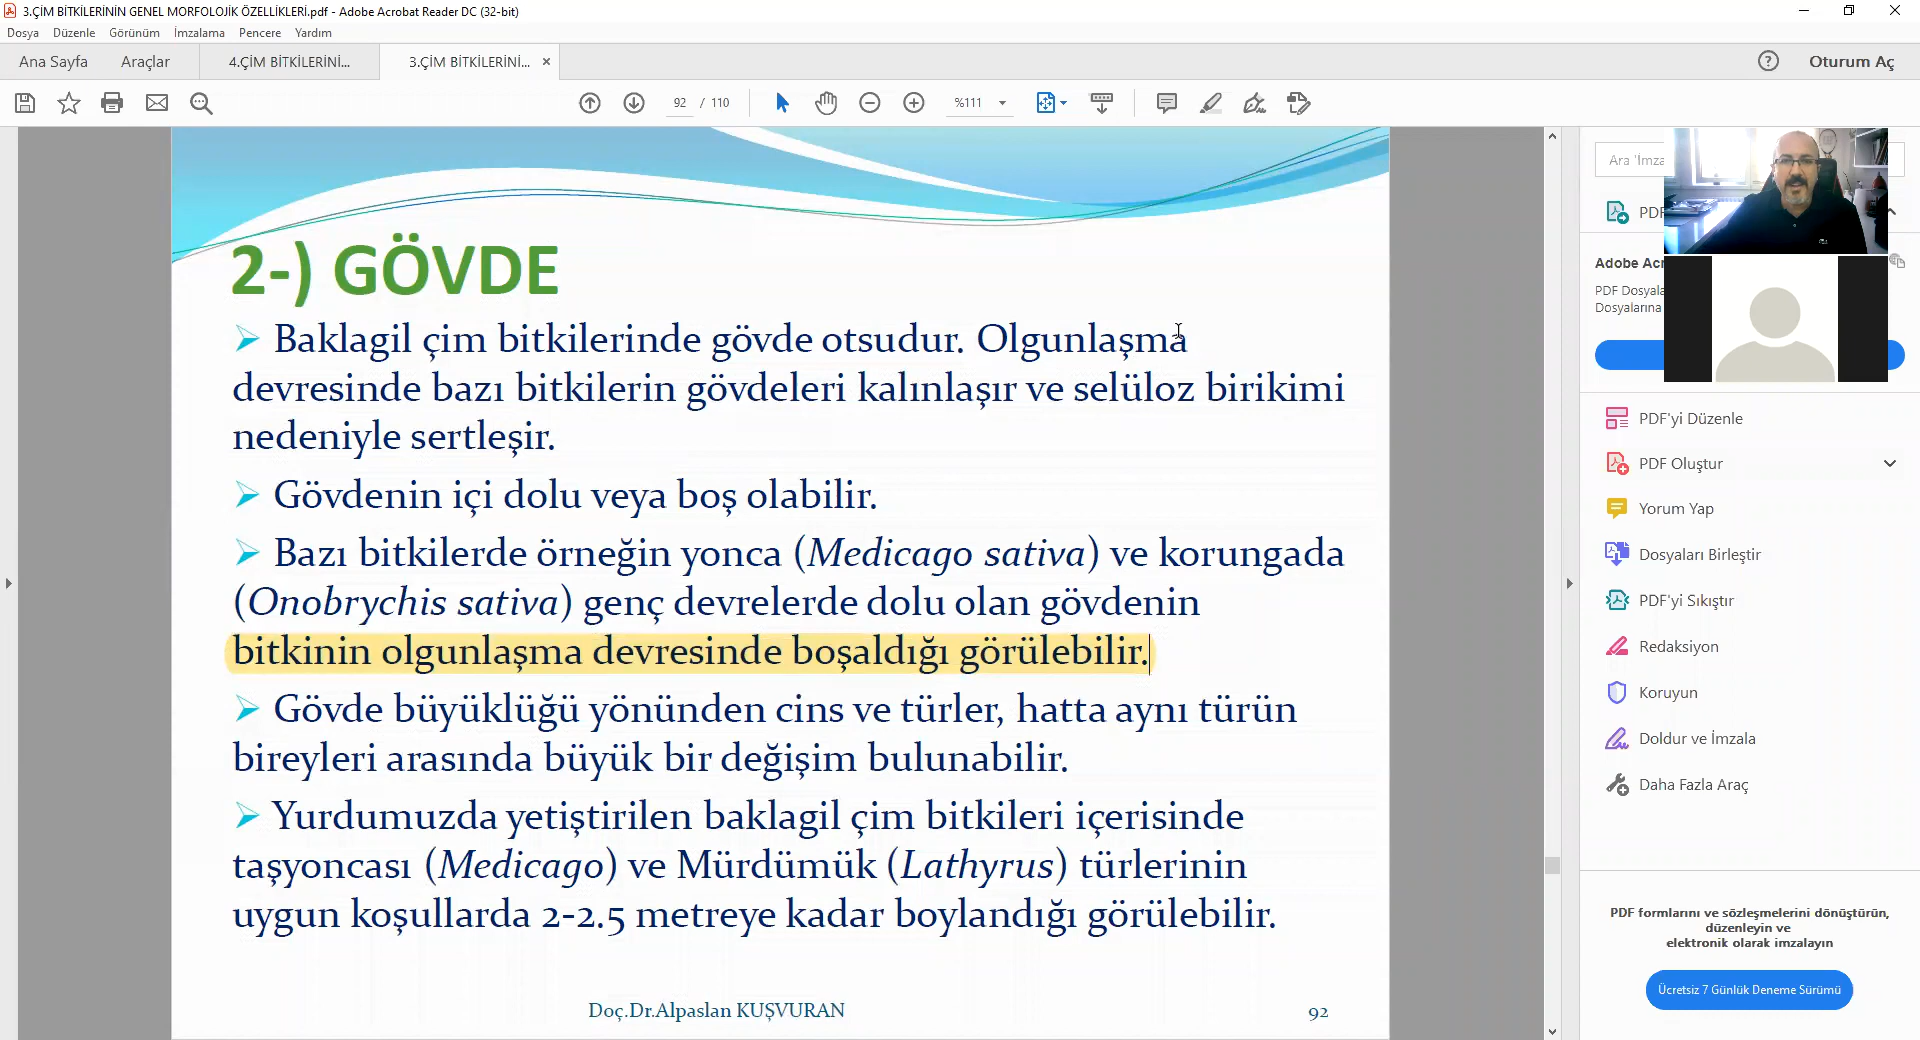 3.ÇİM BİTKİLERİNİN GENEL MORFOLOJİK ÖZELLİKLERİ.pdf - Adobe Acrobat Reader DC (32-bit)
Dosya Düzenle Görünüm İmzalama Pencere Yardım
Ana Sayfa Araçlar 4.ÇİM BİTKİLERİNİ... 3.ÇİM BİTKİLERİNİ... × Oturum Aç
92 / 110 %111
Ara 'İmza
PDF
Adobe Acr
PDF Dosyala
Dosyalarına
2-) GÖVDE
Baklagil çim bitkilerinde gövde otsudur. Olgunlaşma
devresinde bazı bitkilerin gövdeleri kalınlaşır ve selüloz birikimi
nedeniyle sertleşir.
Gövdenin içi dolu veya boş olabilir.
Bazı bitkilerde örneğin yonca (Medicago sativa) ve korungada
(Onobrychis sativa) genç devrelerde dolu olan gövdenin
bitkinin olgunlaşma devresinde boşaldığı görülebilir.
Gövde büyüklüğü yönünden cins ve türler, hatta aynı türün
bireyleri arasında büyük bir değişim bulunabilir.
Yurdumuzda yetiştirilen baklagil çim bitkileri içerisinde
taşyoncası (Medicago) ve Mürdümük (Lathyrus) türlerinin
uygun koşullarda 2-2.5 metreye kadar boylandığı görülebilir.
Doç.Dr.Alpaslan KUŞVURAN 92
PDF'yi Düzenle
PDF Oluştur
Yorum Yap
Dosyaları Birleştir
PDF'yi Sıkıştır
Redaksiyon
Koruyun
Doldur ve İmzala
Daha Fazla Araç
PDF formlarını ve sözleşmelerini dönüştürün,
düzenleyin ve
elektronik olarak imzalayın
Ücretsiz 7 Günlük Deneme Sürümü